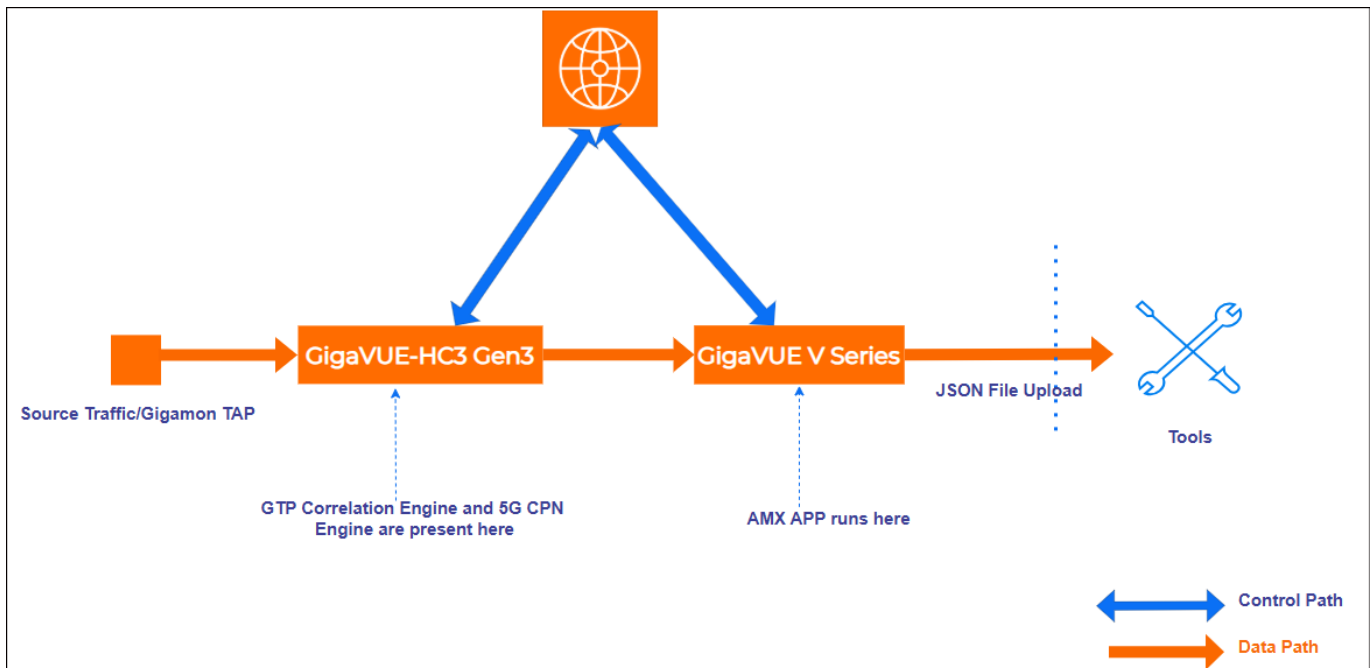 GigaVUE-HC3 Gen3
GigaVUE V Series
JSON File Upload
Source Traffic/Gigamon TAP
Tools
GTP Correlation Engine and 5G CPN
Engine are present here
AMX APP runs here
Control Path
Data Path